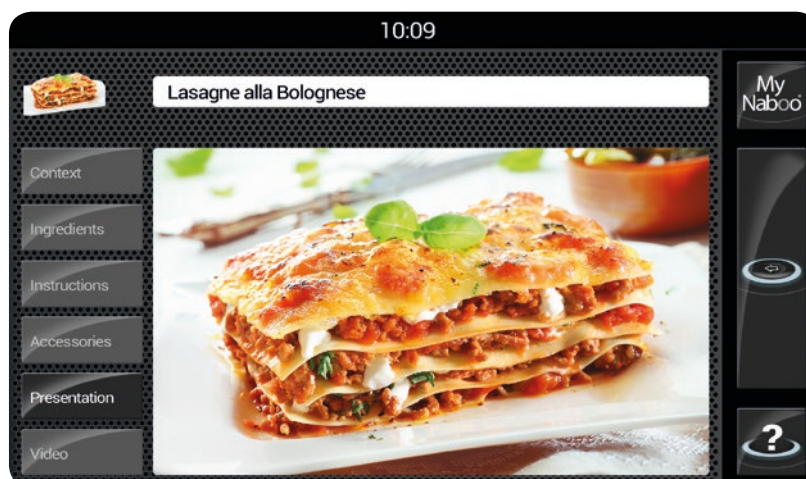 10:09
Lasagne alla Bolognese
My
Naboo
Context
Ingredients
Instructions
Accessories
Presentation
Video
?